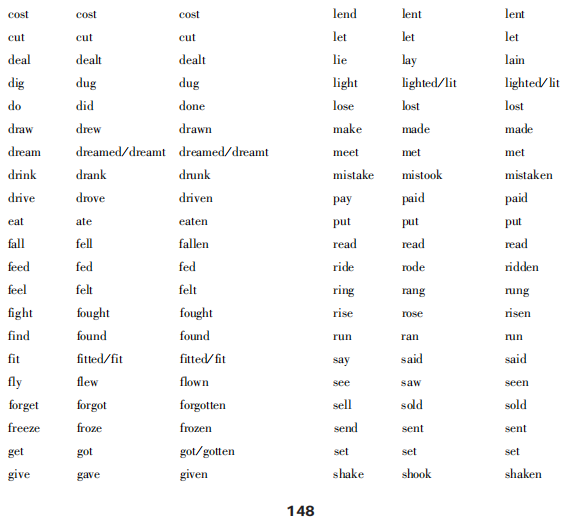 cost cost cost
cut cut cut
deal dealt dealt
dig dug dug
do did done
draw drew drawn
dream dreamed/dreamt dreamed/dreamt
drink drank drunk
drive drove driven
eat ate eaten
fall fell fallen
feed fed fed
feel felt felt
fight fought fought
find found found
fit fitted/fit fitted/fit
fly flew flown
forget forgot forgotten
freeze froze frozen
get got got/gotten
give gave given
lend lent lent
let let let
lie lay lain
light lighted/lit lighted/lit
lose lost lost
make made made
meet met met
mistake mistook mistaken
pay paid paid
put put put
read read read
ride rode ridden
ring rang rung
rise rose risen
run ran run
say said said
see saw seen
sell sold sold
send sent sent
set set set
shake shook shaken
148